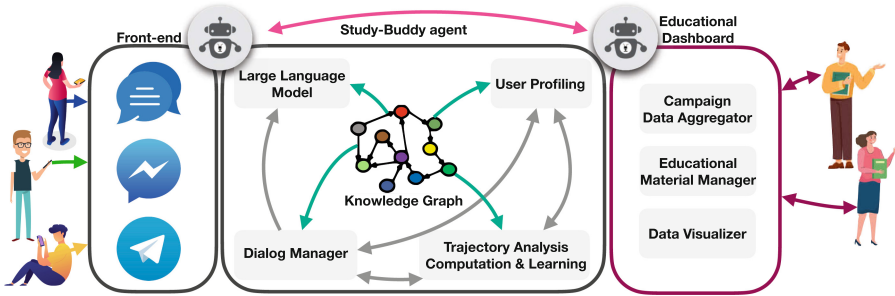 Front-end
Study-Buddy agent
Educational
Dashboard
Large Language
Model
User Profiling
Knowledge Graph
Dialog Manager
Trajectory Analysis
Computation & Learning
Campaign
Data Aggregator
Educational
Material Manager
Data Visualizer